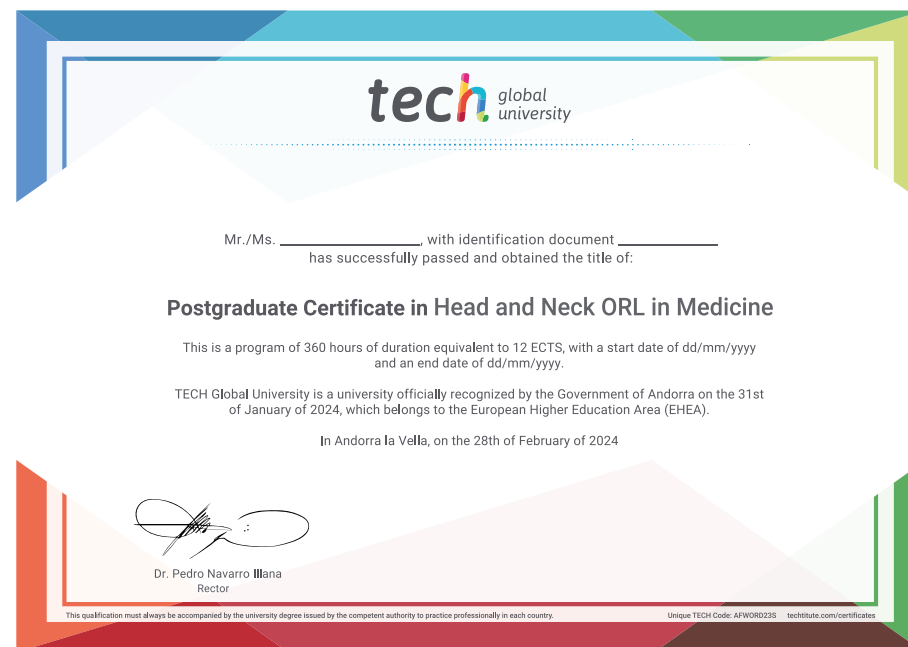 tech global
university
Mr./Ms. ____________, with identification document ____________
has successfully passed and obtained the title of:
Postgraduate Certificate in Head and Neck ORL in Medicine
This is a program of 360 hours of duration equivalent to 12 ECTS, with a start date of dd/mm/yyyy
and an end date of dd/mm/yyyy.
TECH Global University is a university officially recognized by the Government of Andorra on the 31st
of January of 2024, which belongs to the European Higher Education Area (EHEA).
In Andorra la Vella, on the 28th of February of 2024
Dr. Pedro Navarro Illana
Rector
This qualification must always be accompanied by the university degree issued by the competent authority to practice professionally in each country.
Unique TECH Code: AFWORD23S techtitute.com/certificates